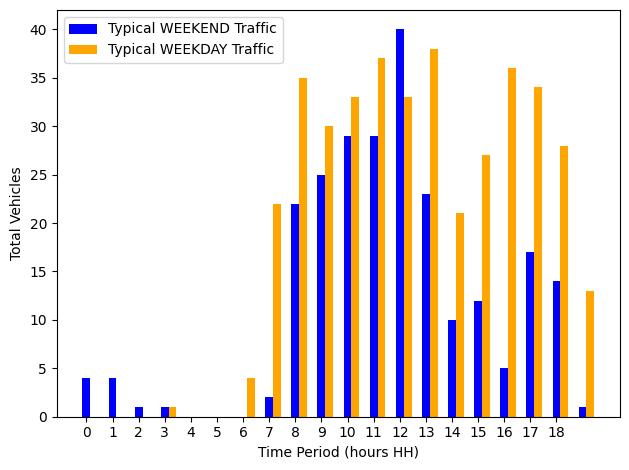 Typical WEEKEND Traffic
Typical WEEKDAY Traffic
40
35
30
25
20
15
10
5
0
Total Vehicles
0 1 2 3 4 5 6 7 8 9 10 11 12 13 14 15 16 17 18
Time Period (hours HH)